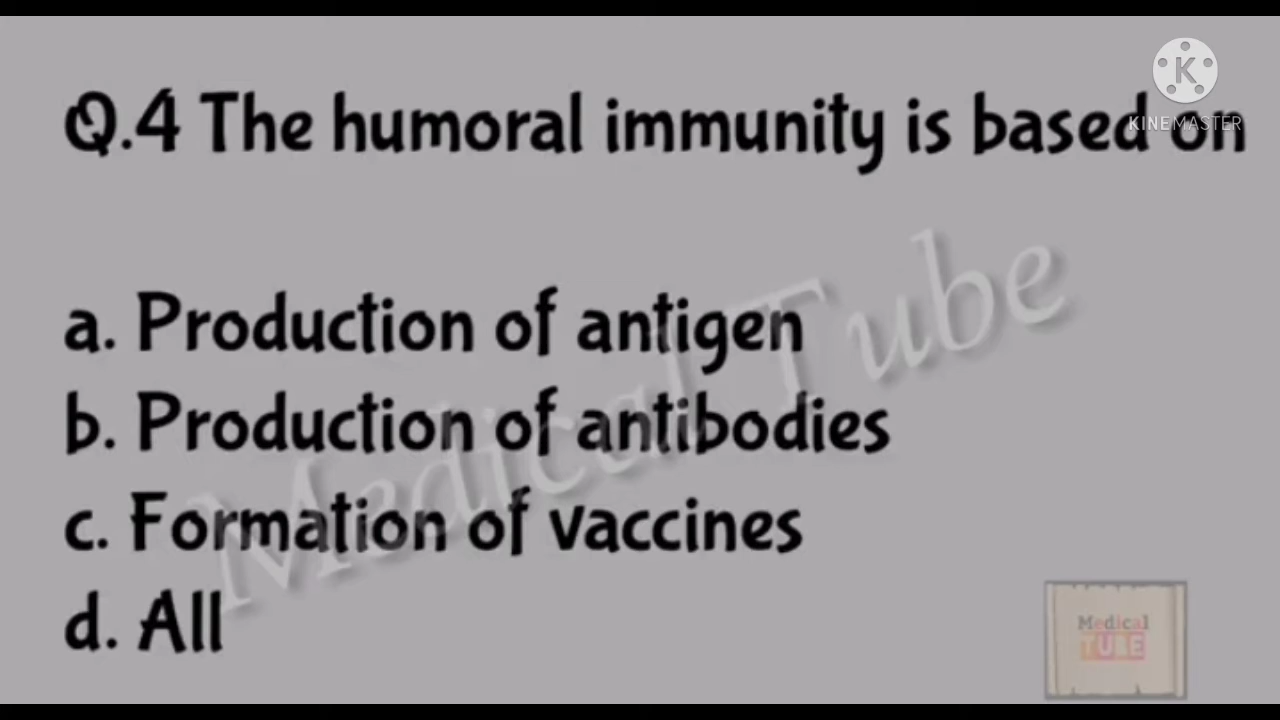 K
KINEMASTER
Q.4 The humoral immunity is based on
a. Production of antigen
b. Production of antibodies
c. Formation of vaccines
d. All
Medical Tube
Medical
TUBE